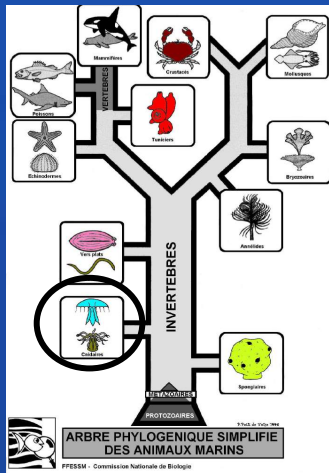 Mammifères
Crustacés
Mollusques
Poissons
VERTEBRES
Tuniciers
Echinodermes
Bryozoaires
Annélides
Vers plats
INVERTEBRES
Cnidaires
Spongiaires
METAZOAIRES
PROTOZOAIRES
ARBRE PHYLOGENIQUE SIMPLIFIE
DES ANIMAUX MARINS
FFESSM - Commission Nationale de Biologie